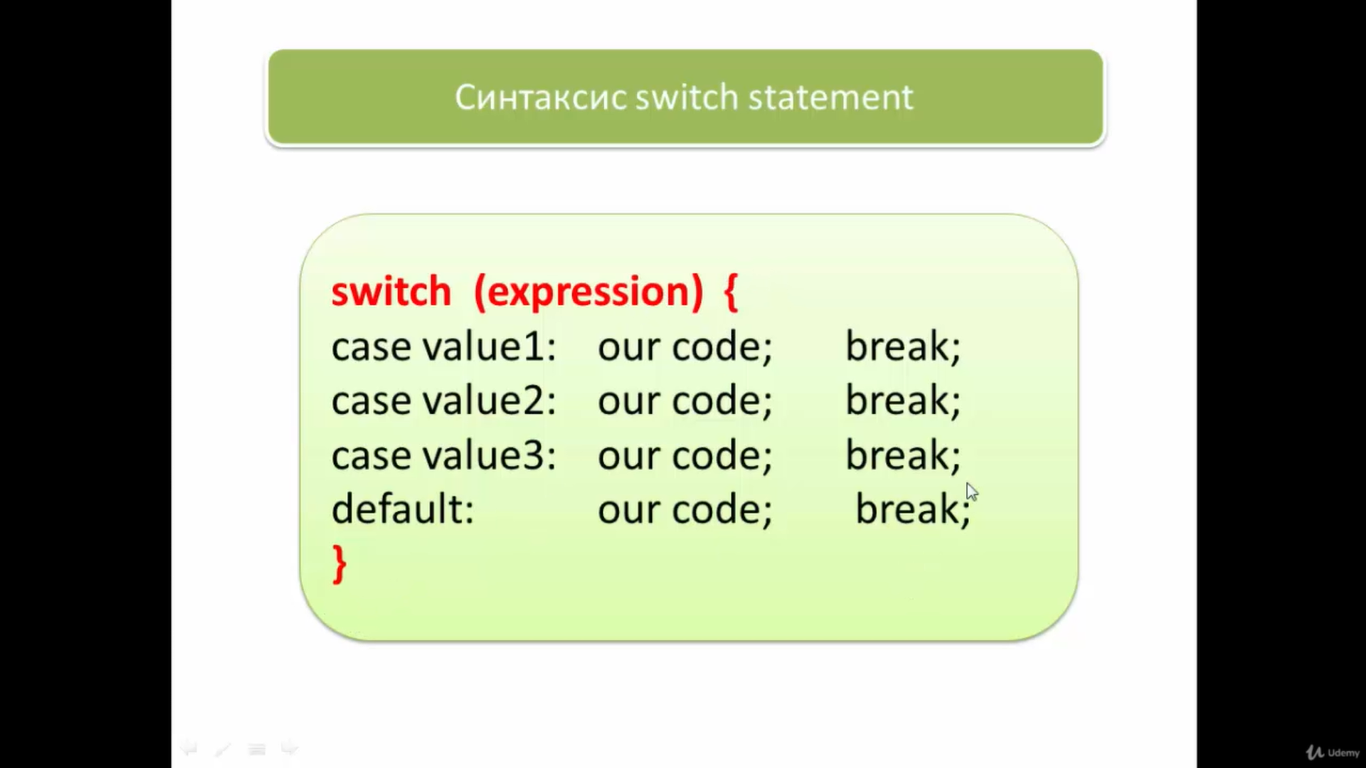 Синтаксис switch statement
switch (expression) {
case value1: our code; break;
case value2: our code; break;
case value3: our code; break;
default: our code; break;
}
Udemy